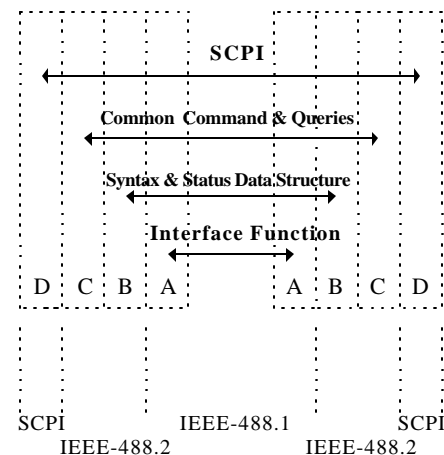 SCPI
Common Command & Queries
Syntax & Status Data Structure
Interface Function
D C B A A B C D
SCPI IEEE-488.1 SCPI
IEEE-488.2 IEEE-488.2